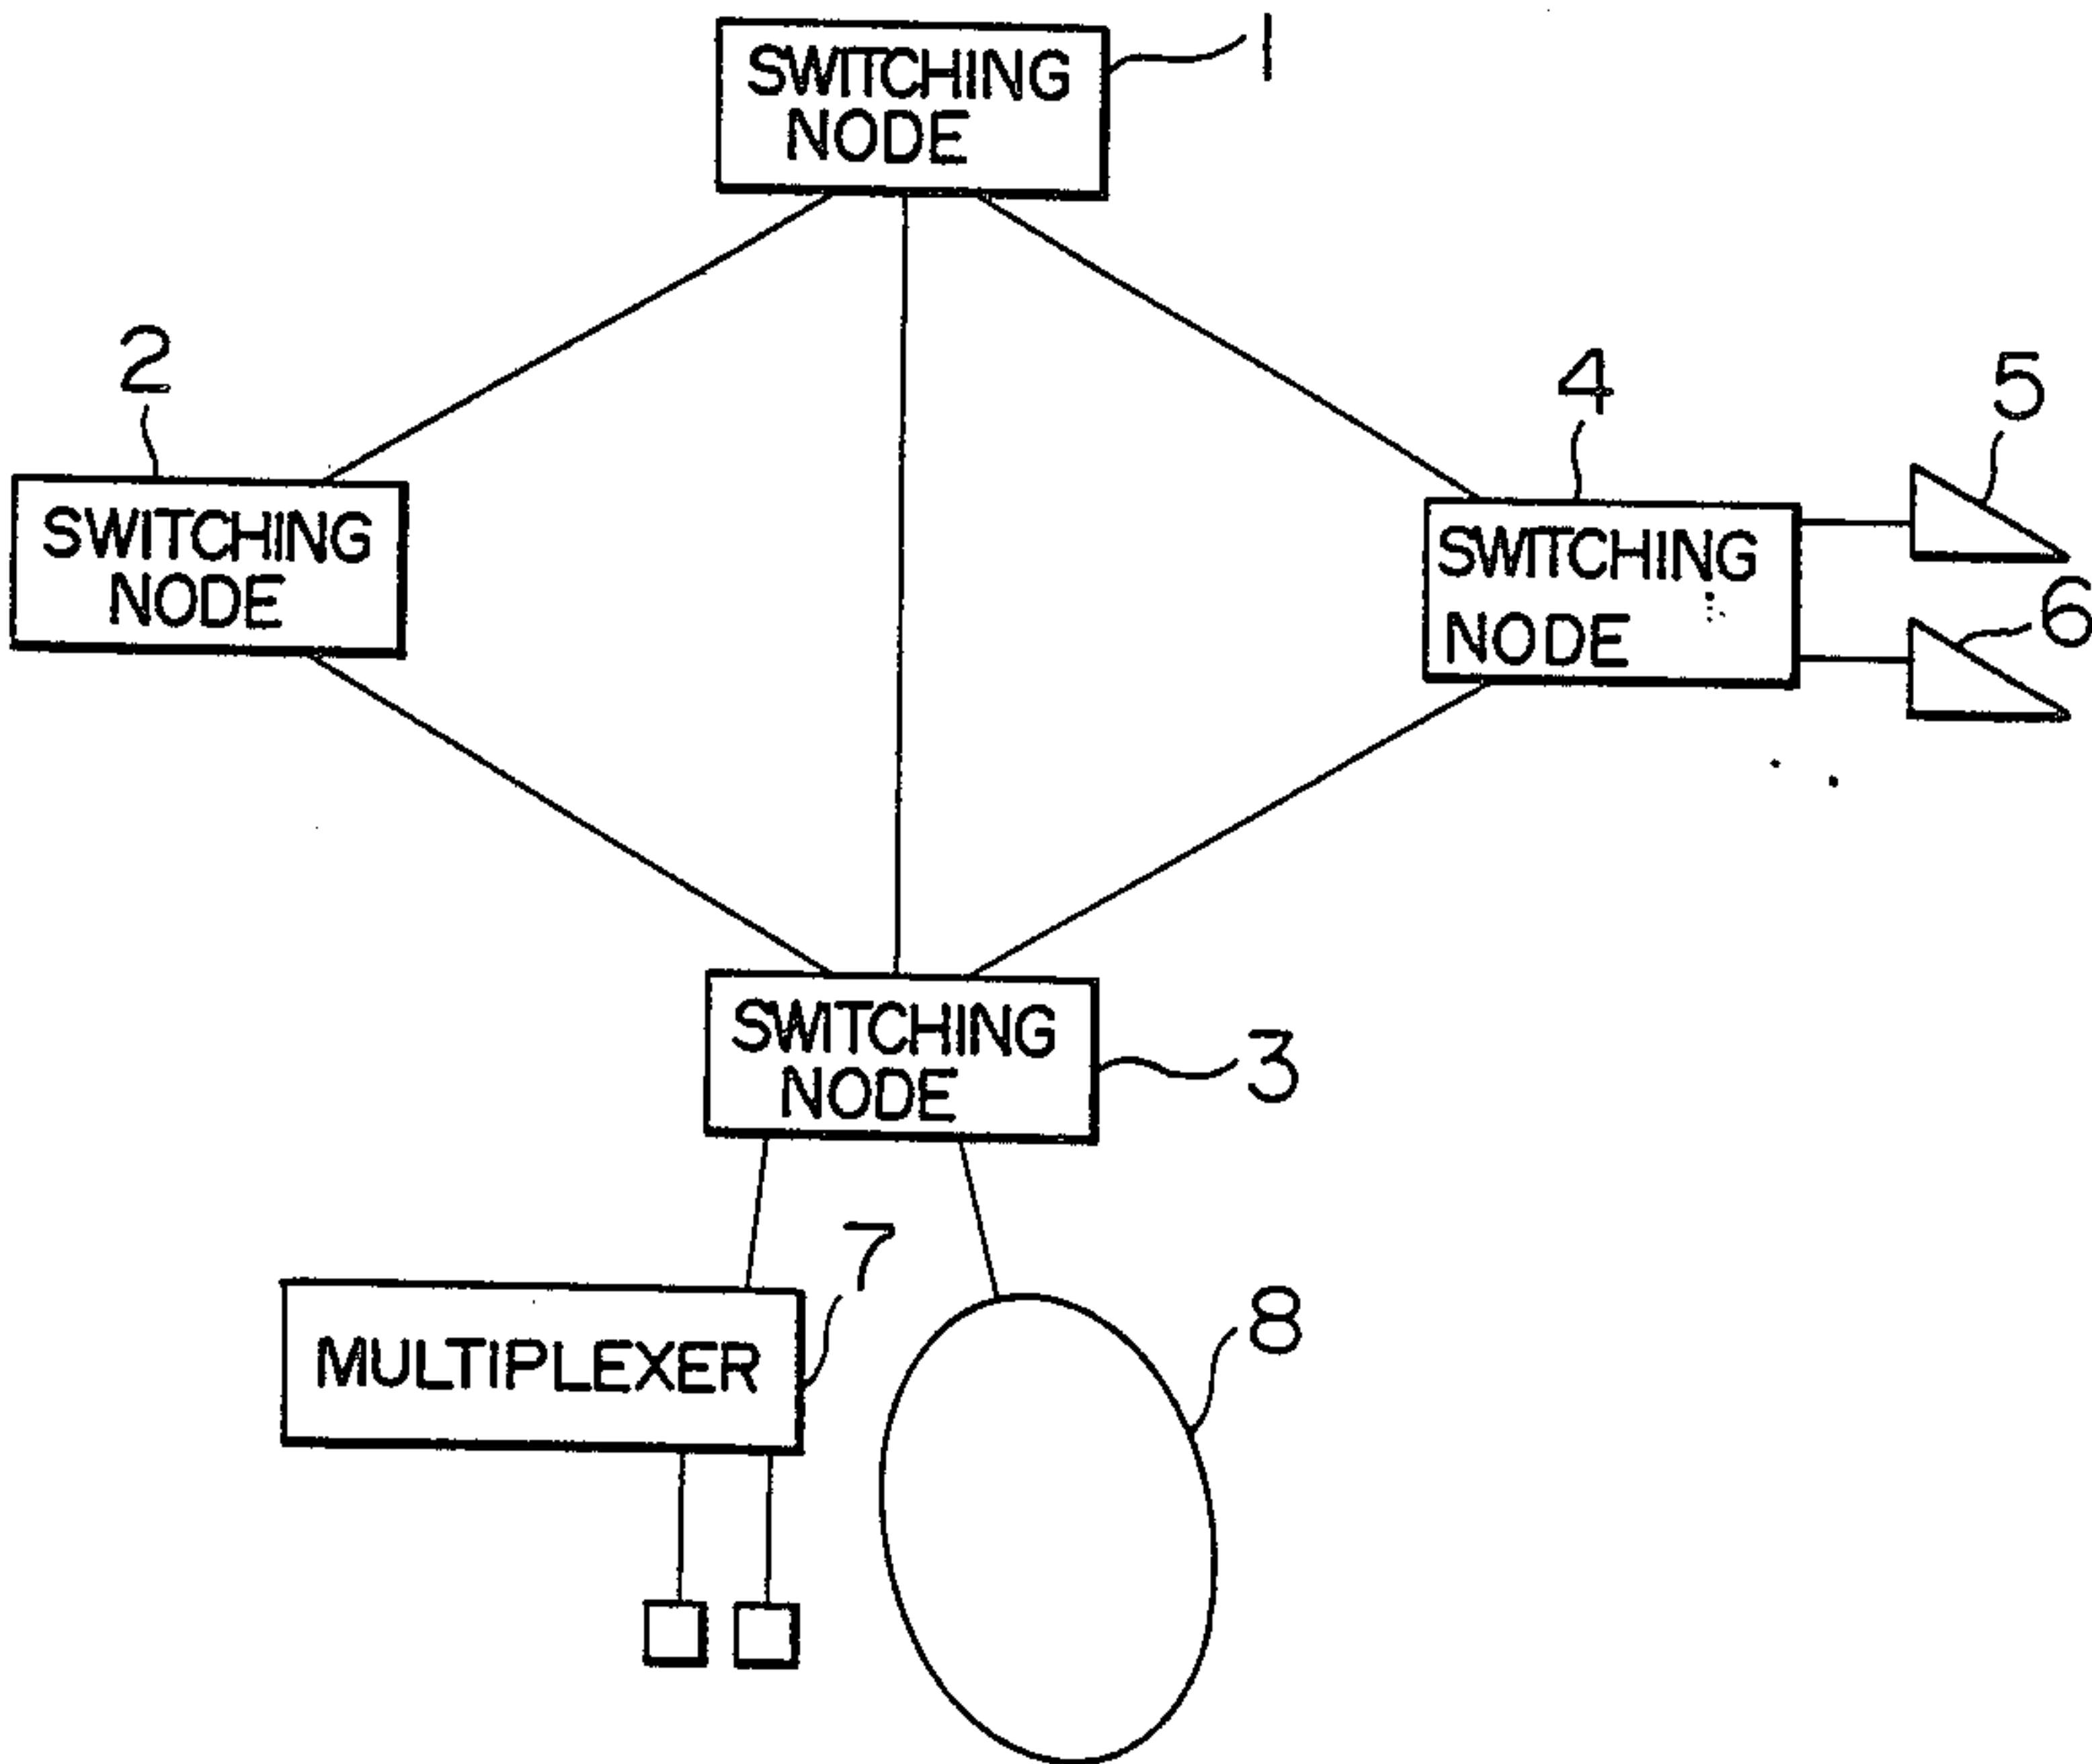 SWITCHING
NODE
1
2
4
5
SWITCHING
NODE
SWITCHING
NODE
6
SWITCHING
NODE
3
7
8
MULTIPLEXER